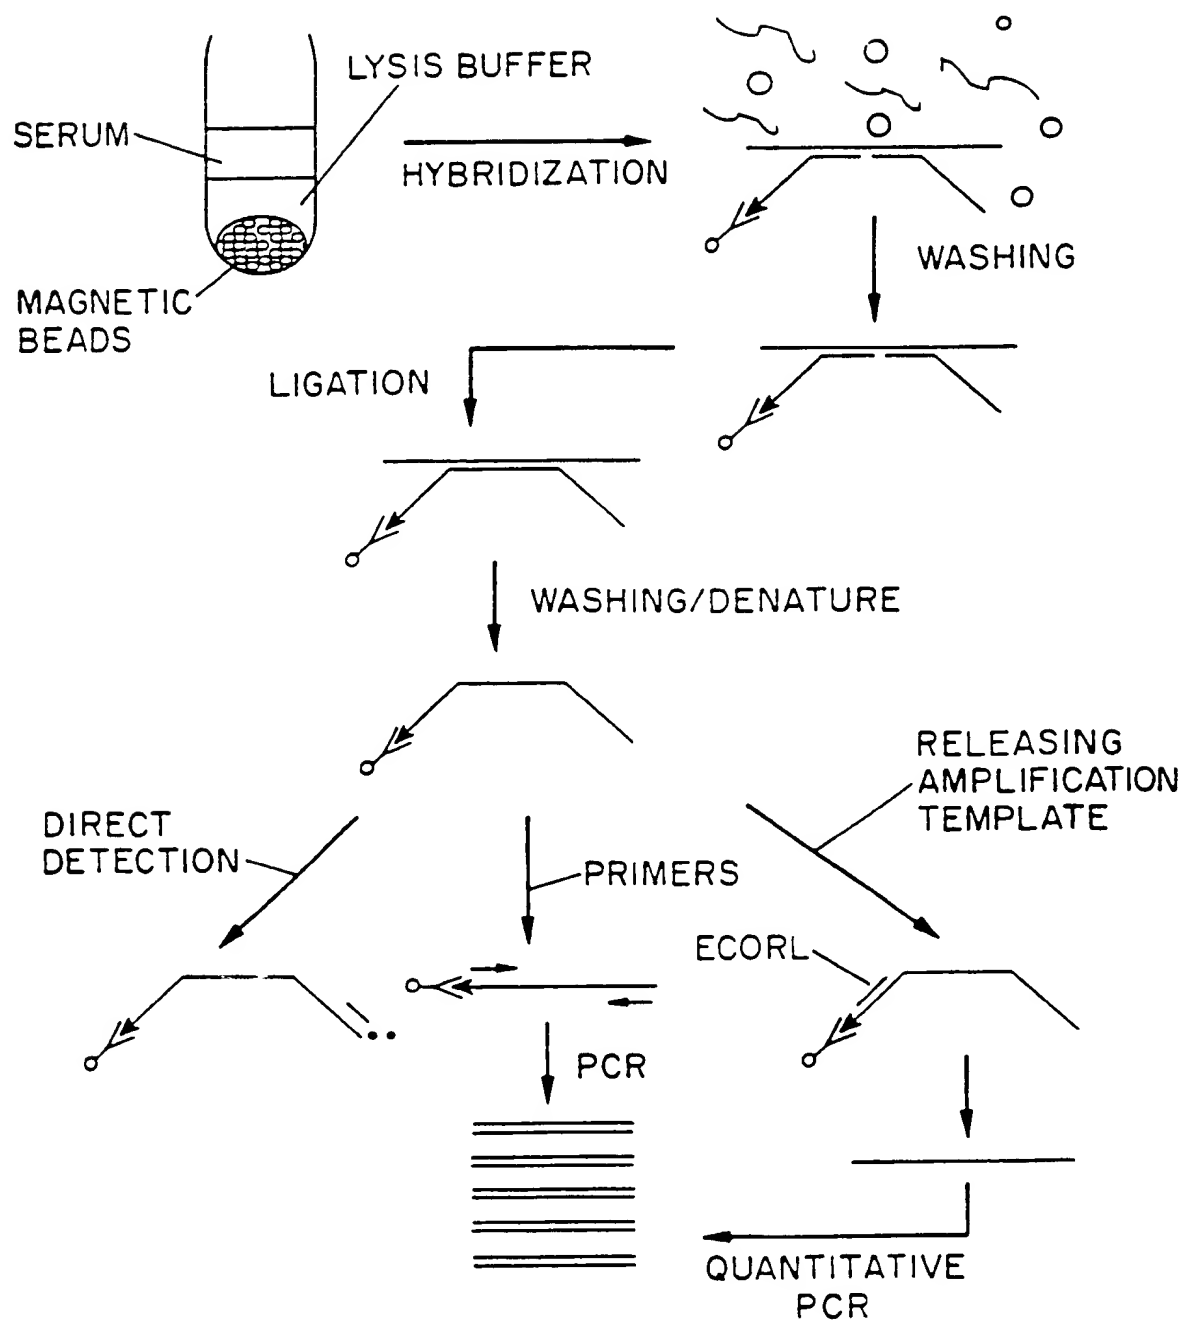 LYSIS BUFFER
SERUM
HYBRIDIZATION
WASHING
MAGNETIC
BEADS
LIGATION
WASHING/DENATURE
RELEASING
AMPLIFICATION
TEMPLATE
DIRECT
DETECTION
PRIMERS
ECORL
PCR
QUANTITATIVE
PCR